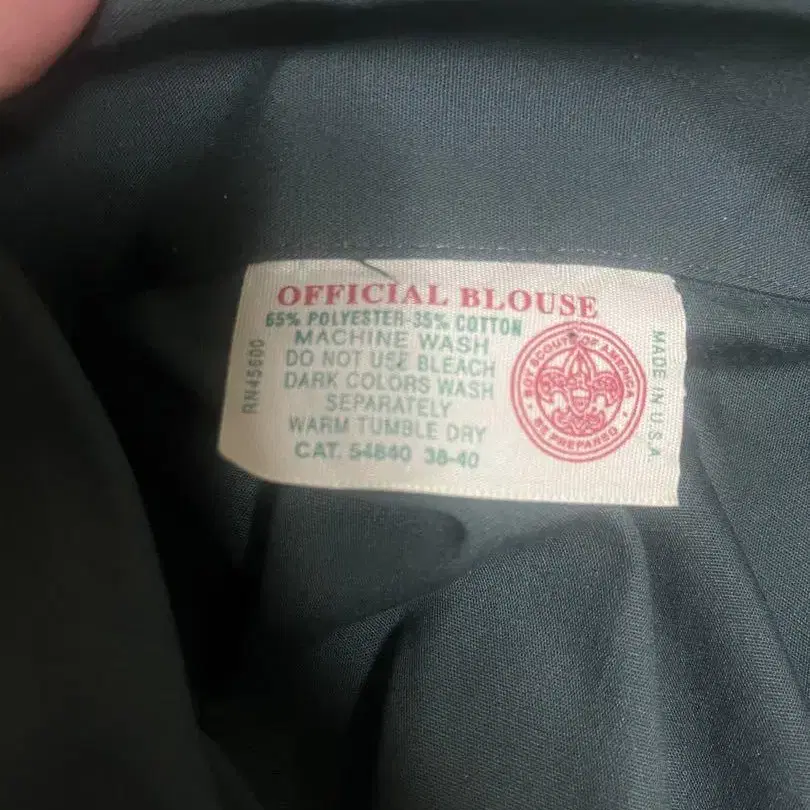 OFFICIAL BLOUSE
65% POLYESTER-35% COTTON
MACHINE WASH
DO NOT USE BLEACH
DARK COLORS WASH
SEPARATELY
WARM TUMBLE DRY
CAT. 54840 38-40
RN45600
BOY SCOUTS OF AMERICA
BE PREPARED
MADE IN U.S.A